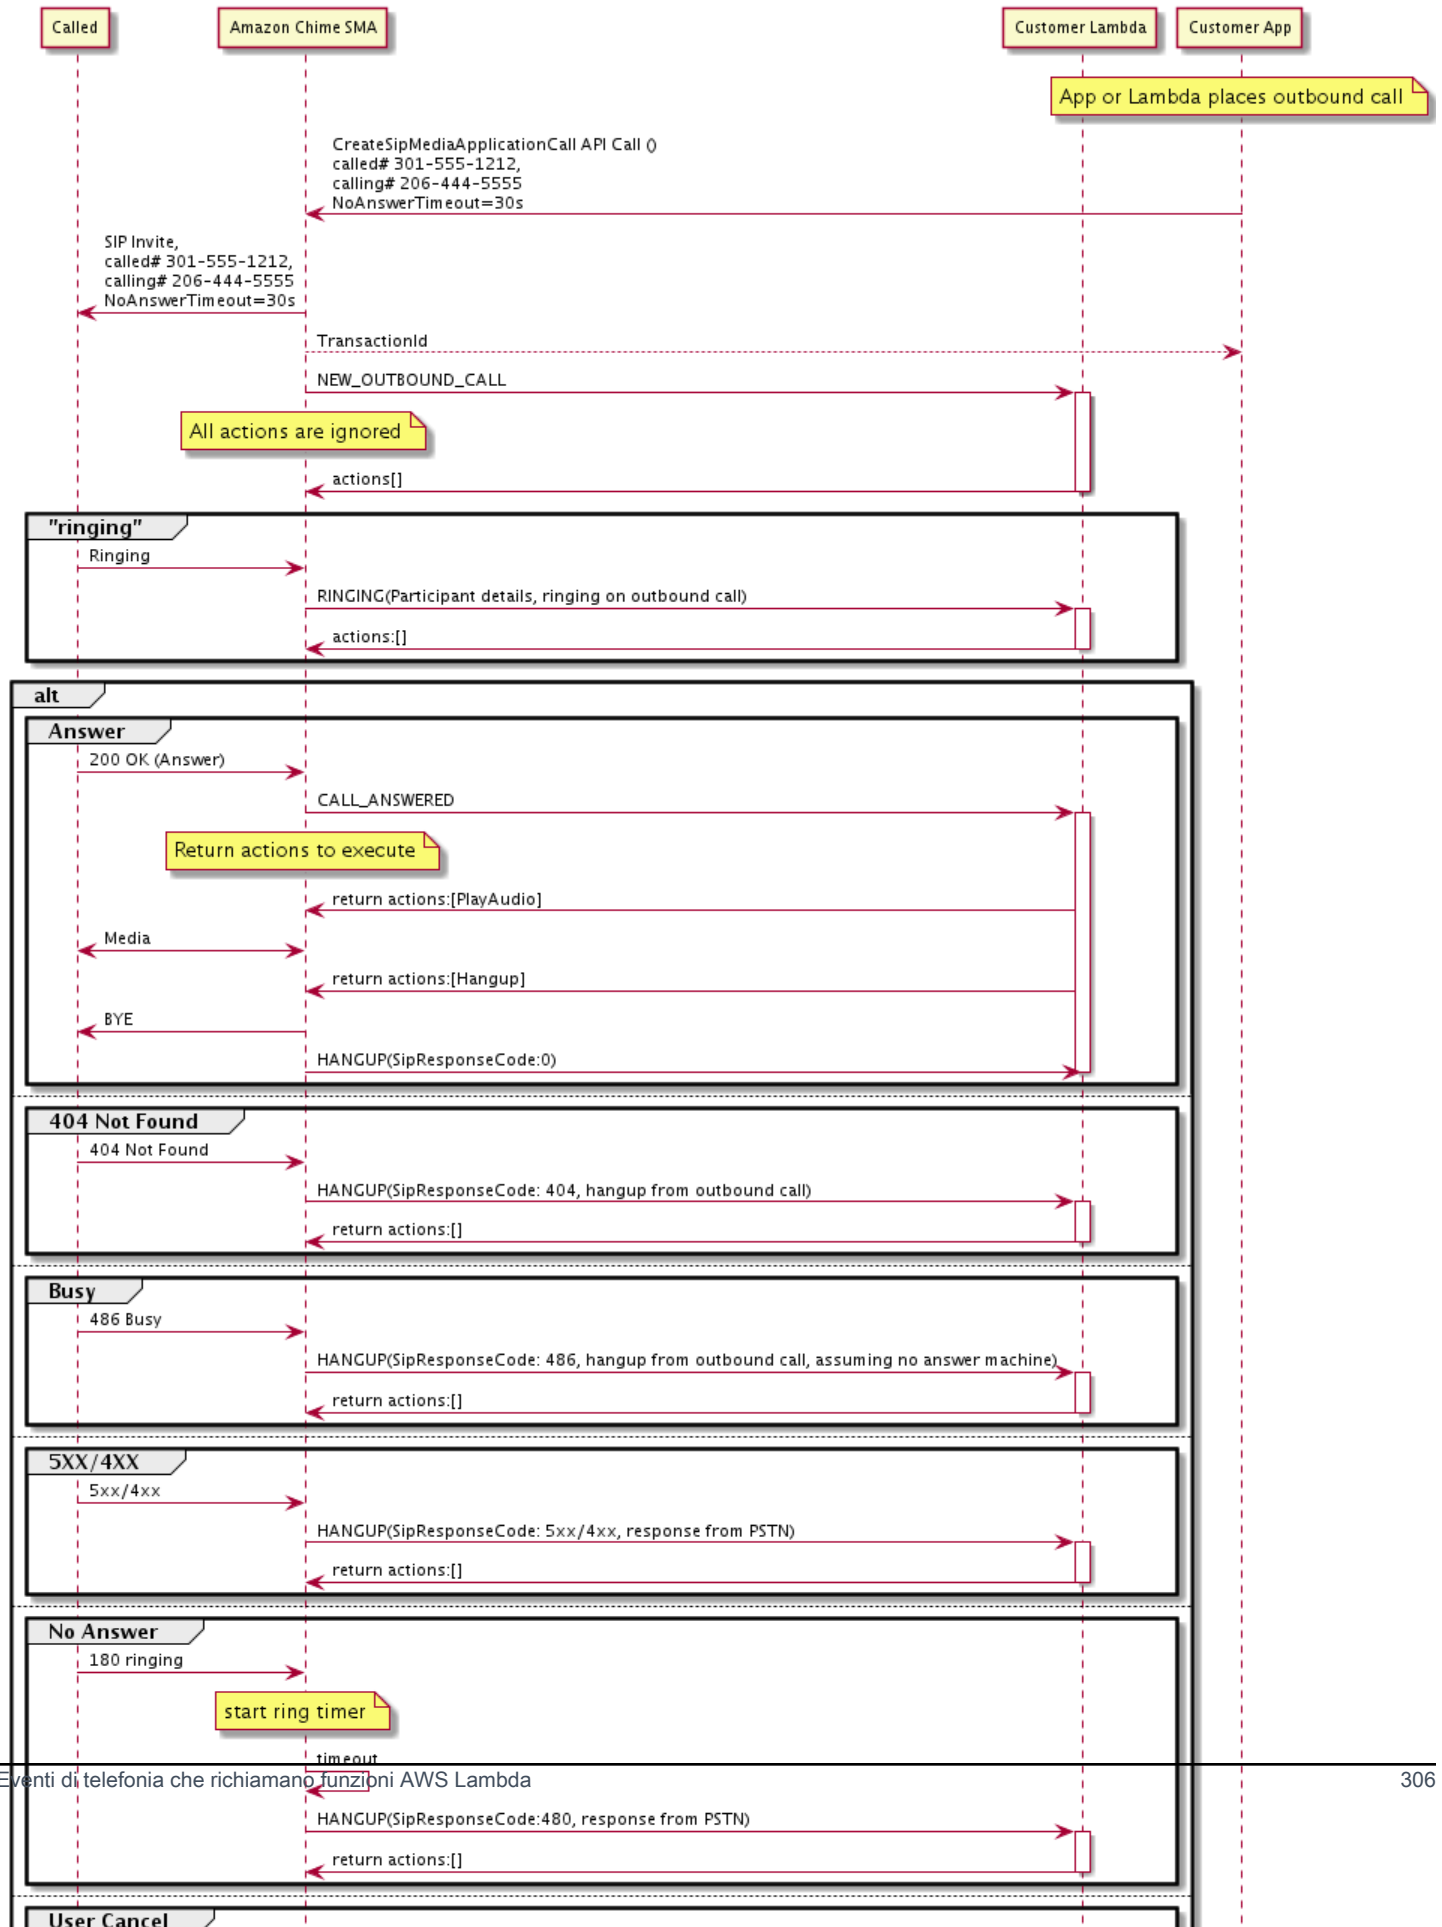 Called
Amazon Chime SMA
Customer Lambda
Customer App
App or Lambda places outbound call
CreateSipMediaApplicationCall API Call ()
called# 301-555-1212,
calling# 206-444-5555
NoAnswerTimeout=30s
SIP Invite,
called# 301-555-1212,
calling# 206-444-5555
NoAnswerTimeout=30s
TransactionId
NEW_OUTBOUND_CALL
All actions are ignored
actions[]
"ringing"
Ringing
RINGING(Participant details, ringing on outbound call)
actions:[]
alt
Answer
200 OK (Answer)
CALL_ANSWERED
Return actions to execute
return actions:[PlayAudio]
Media
return actions:[Hangup]
BYE
HANGUP(SipResponseCode:0)
404 Not Found
404 Not Found
HANGUP(SipResponseCode: 404, hangup from outbound call)
return actions:[]
Busy
486 Busy
HANGUP(SipResponseCode: 486, hangup from outbound call, assuming no answer machine)
return actions:[]
5XX/4XX
5xx/4xx
HANGUP(SipResponseCode: 5xx/4xx, response from PSTN)
return actions:[]
No Answer
180 ringing
start ring timer
timeout
Eventi di telefonia che richiamano funzioni AWS Lambda
306
HANGUP(SipResponseCode:480, response from PSTN)
return actions:[]
User Cancel